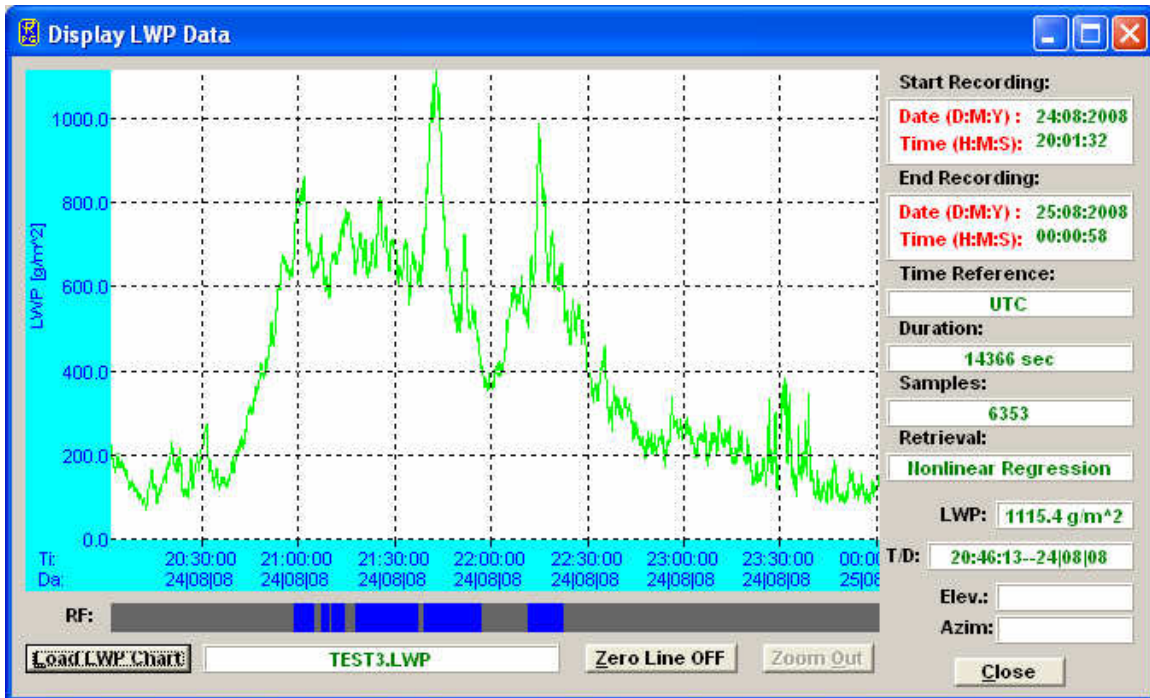 Display LWP Data
1000.0
800.0
600.0
400.0
200.0
0.0
LWP [g/m^2]
Ti: 20:30:00 21:00:00 21:30:00 22:00:00 22:30:00 23:00:00 23:30:00 00:00
Da: 24|08|08 24|08|08 24|08|08 24|08|08 24|08|08 24|08|08 24|08|08 25|08
RF:
Load LWP Chart TEST3.LWP Zero Line OFF Zoom Out
Start Recording:
Date (D:M:Y) : 24:08:2008
Time (H:M:S): 20:01:32
End Recording:
Date (D:M:Y) : 25:08:2008
Time (H:M:S): 00:00:58
Time Reference:
UTC
Duration:
14366 sec
Samples:
6353
Retrieval:
Nonlinear Regression
LWP: 1115.4 g/m^2
T/D: 20:46:13--24|08|08
Elev.:
Azim:
Close